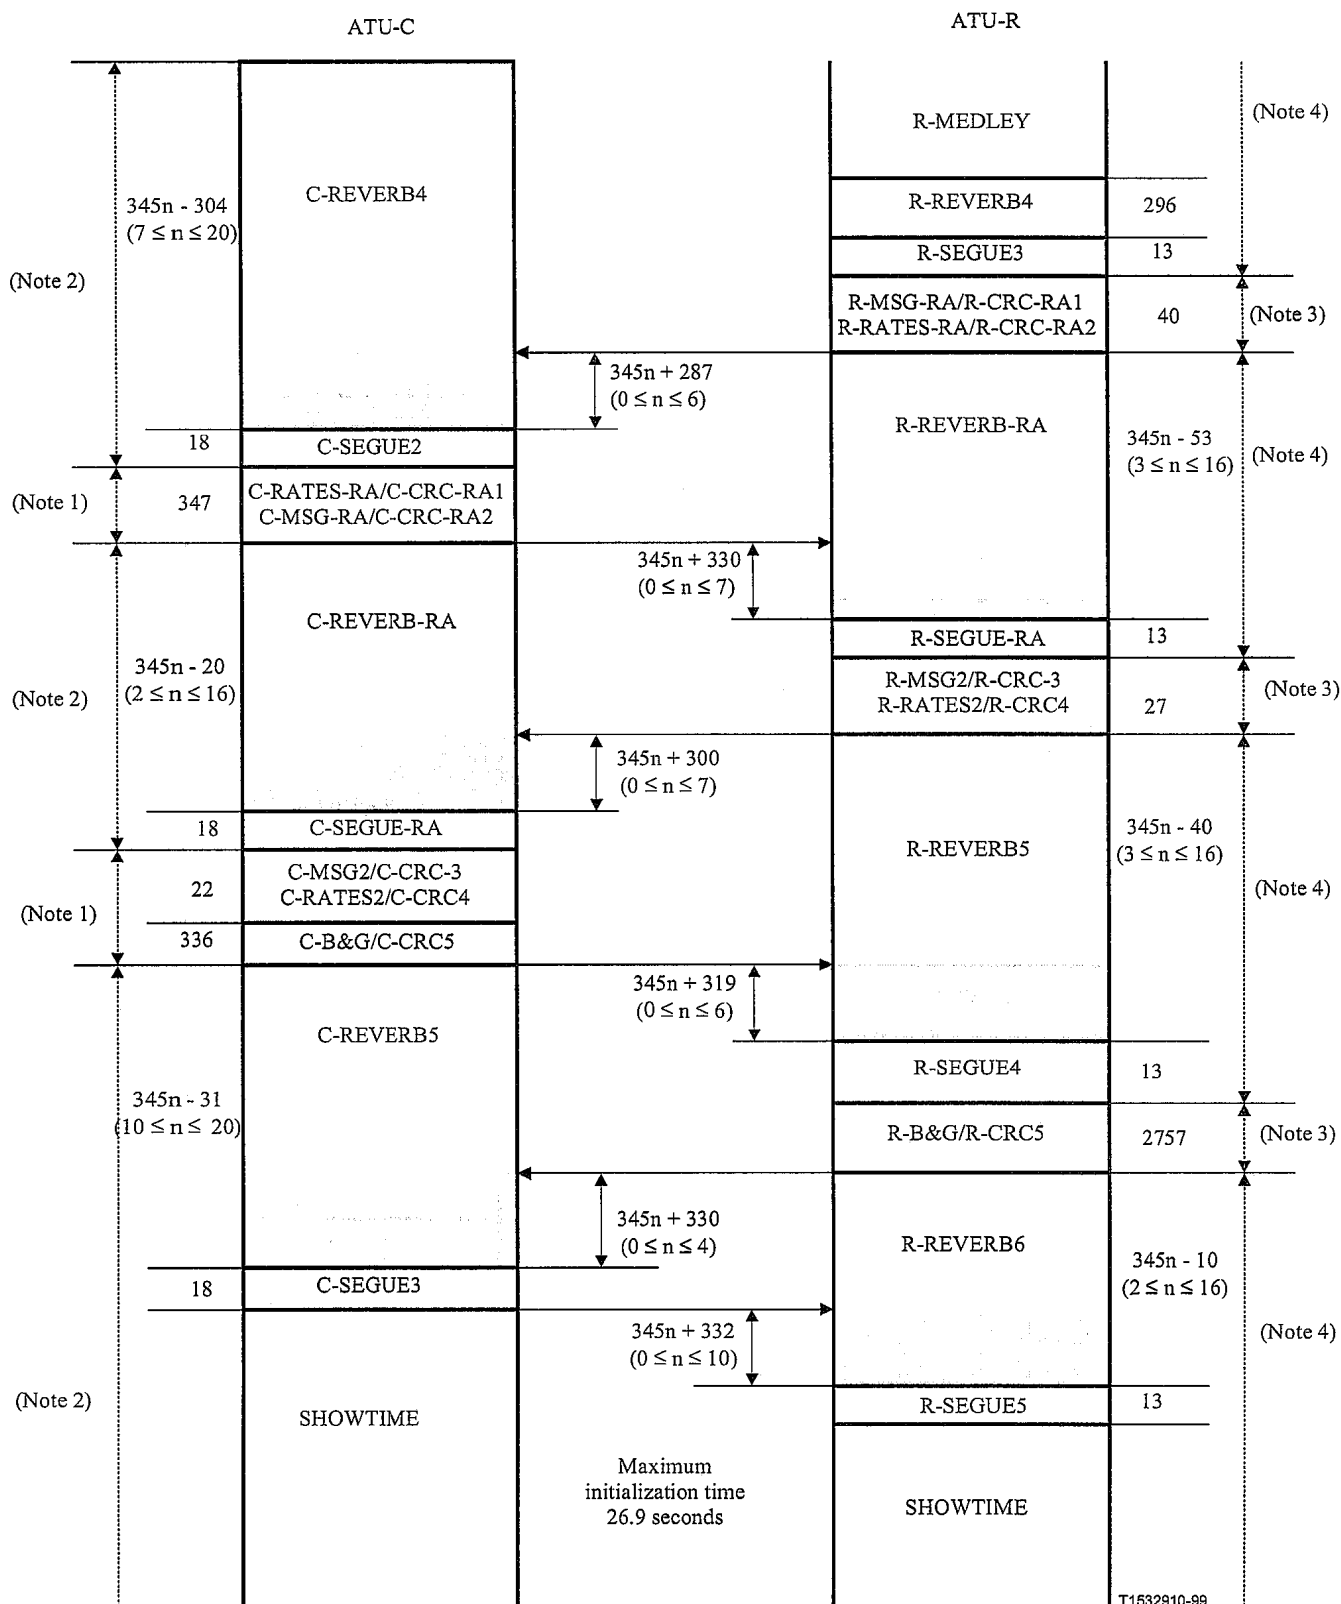 ATU-C
ATU-R
R-MEDLEY
(Note 4)
C-REVERB4
345n - 304
(7 ≤ n ≤ 20)
R-REVERB4
296
R-SEGUE3
13
(Note 2)
R-MSG-RA/R-CRC-RA1
R-RATES-RA/R-CRC-RA2
40
(Note 3)
345n + 287
(0 ≤ n ≤ 6)
R-REVERB-RA
345n - 53
(3 ≤ n ≤ 16)
(Note 4)
18
C-SEGUE2
(Note 1)
347
C-RATES-RA/C-CRC-RA1
C-MSG-RA/C-CRC-RA2
345n + 330
(0 ≤ n ≤ 7)
C-REVERB-RA
R-SEGUE-RA
13
345n - 20
(2 ≤ n ≤ 16)
(Note 2)
R-MSG2/R-CRC-3
R-RATES2/R-CRC4
27
(Note 3)
345n + 300
(0 ≤ n ≤ 7)
18
C-SEGUE-RA
R-REVERB5
345n - 40
(3 ≤ n ≤ 16)
(Note 4)
C-MSG2/C-CRC-3
C-RATES2/C-CRC4
22
(Note 1)
336
C-B&G/C-CRC5
345n + 319
(0 ≤ n ≤ 6)
C-REVERB5
R-SEGUE4
13
345n - 31
(10 ≤ n ≤ 20)
R-B&G/R-CRC5
2757
(Note 3)
345n + 330
(0 ≤ n ≤ 4)
R-REVERB6
345n - 10
(2 ≤ n ≤ 16)
18
C-SEGUE3
345n + 332
(0 ≤ n ≤ 10)
(Note 4)
(Note 2)
SHOWTIME
R-SEGUE5
13
Maximum
initialization time
26.9 seconds
SHOWTIME
T1532910-99